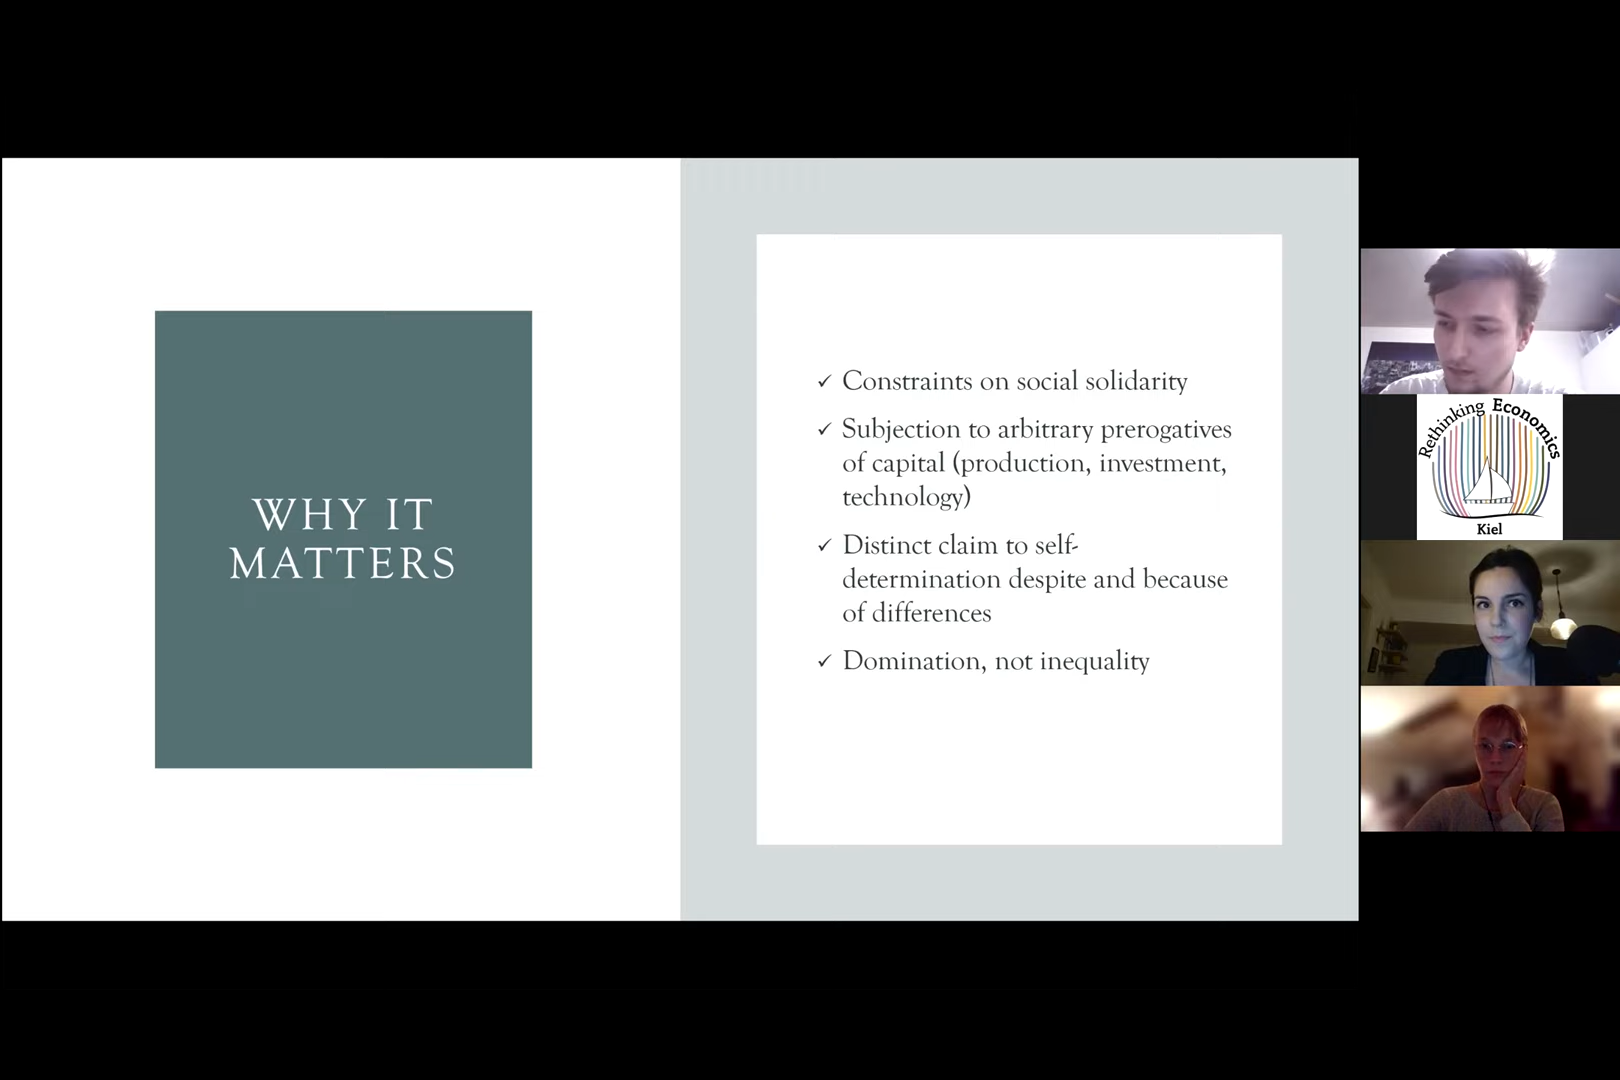 WHY IT
MATTERS
✓ Constraints on social solidarity
✓ Subjection to arbitrary prerogatives
of capital (production, investment,
technology)
✓ Distinct claim to self-
determination despite and because
of differences
✓ Domination, not inequality
Rethinking Economics
Kiel